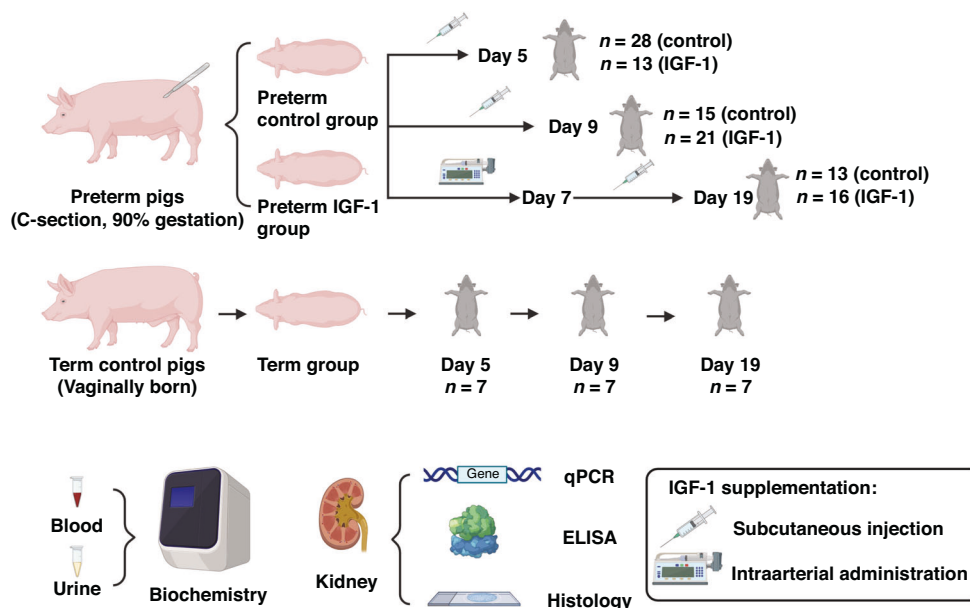 Preterm pigs
(C-section, 90% gestation)
Preterm
control group
Preterm IGF-1
group
Day 5
n = 28 (control)
n = 13 (IGF-1)
Day 9
n = 15 (control)
n = 21 (IGF-1)
Day 7
Day 19
n = 13 (control)
n = 16 (IGF-1)
Term control pigs
(Vaginally born)
Term group
Day 5
n = 7
Day 9
n = 7
Day 19
n = 7
Blood
Urine
Biochemistry
Kidney
Gene
qPCR
ELISA
Histology
IGF-1 supplementation:
Subcutaneous injection
Intraarterial administration